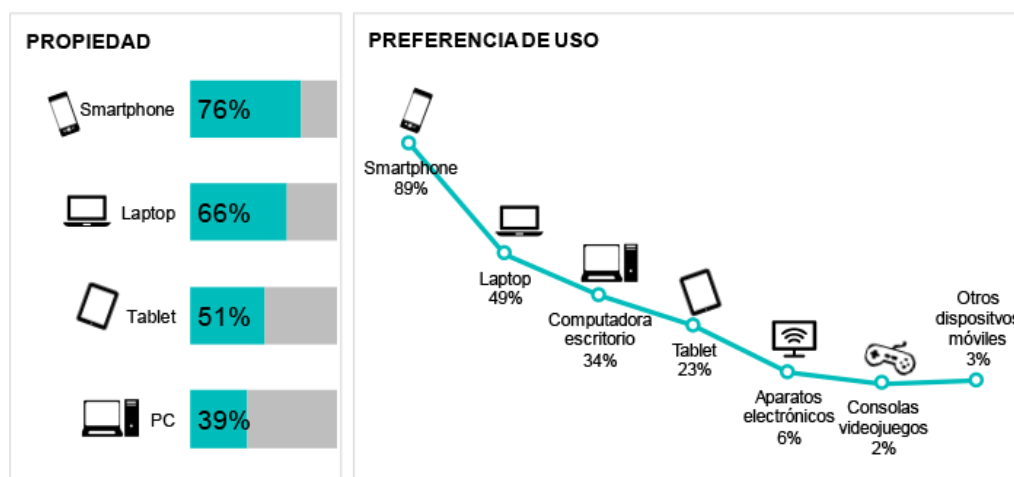 PROPIEDAD
Smartphone
76%
Laptop
66%
Tablet
51%
PC
39%
PREFERENCIA DE USO
Smartphone
89%
Laptop
49%
Computadora
escritorio
34%
Tablet
23%
Aparatos
electrónicos
6%
Consolas
videojuegos
2%
Otros
dispositvos
móviles
3%